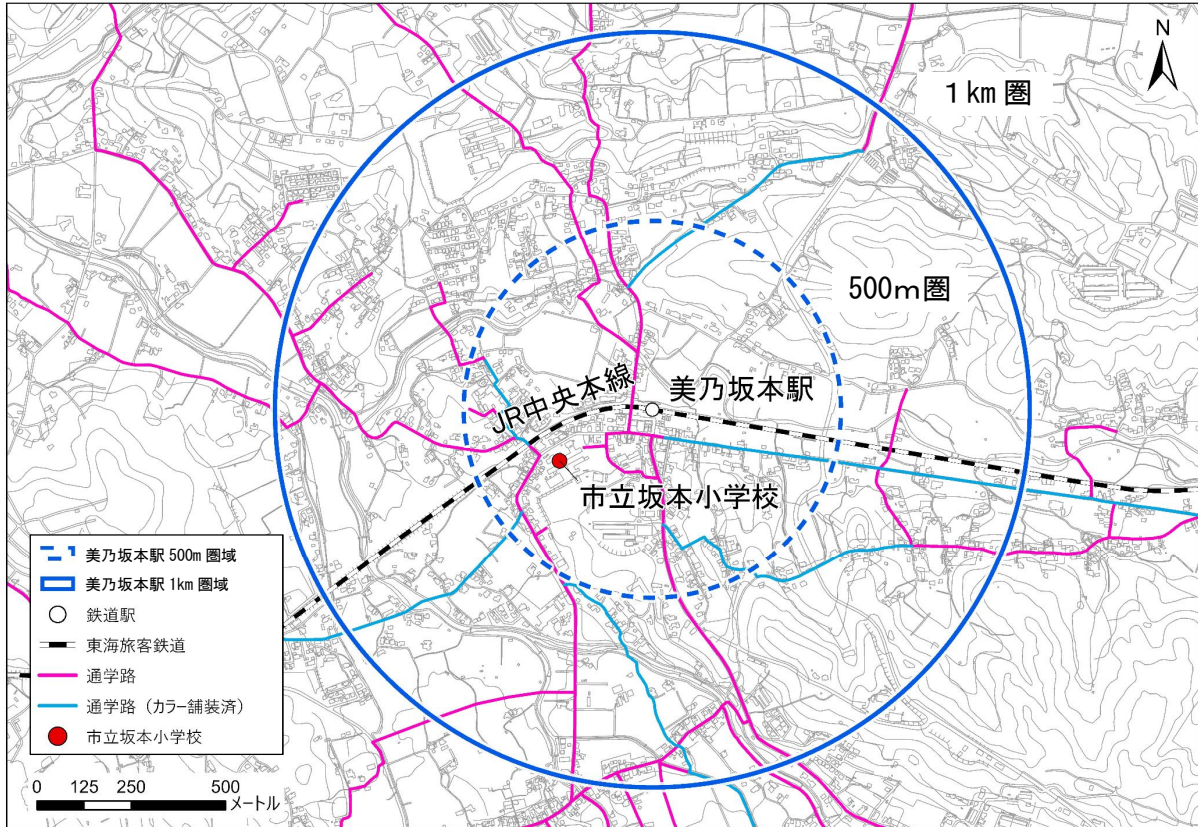 N
1km圏
500m圏
JR中央本線
美乃坂本駅
市立坂本小学校
美乃坂本駅 500m 圏域
美乃坂本駅 1km 圏域
鉄道駅
東海旅客鉄道
通学路
通学路（カラー舗装済）
市立坂本小学校
0 125 250 500
メートル